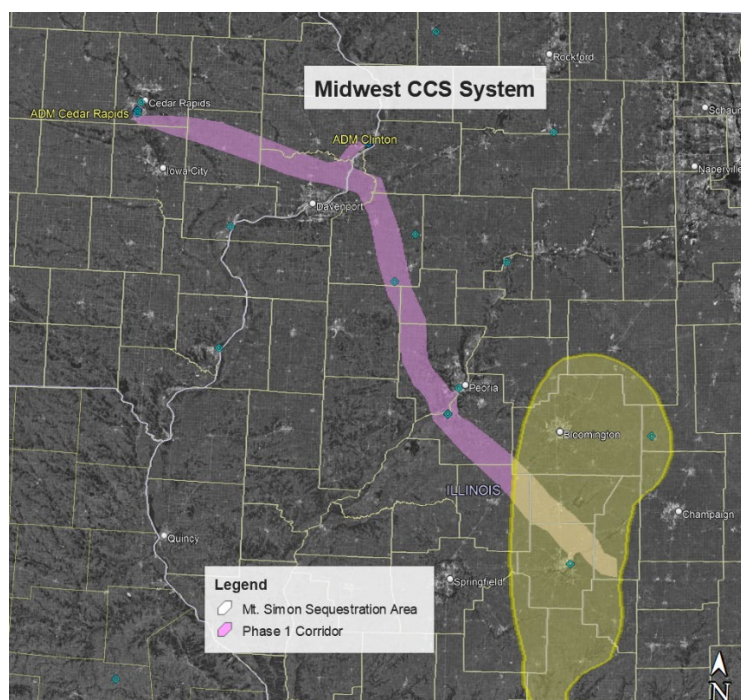 Rockford
Midwest CCS System
Cedar Rapids
ADM Cedar Rapids
Schaun
ADM Clinton
Iowa City
Naperville
Davenport
Peoria
Bloomington
ILLINOIS
Champaign
Quincy
Springfield
Legend
Mt. Simon Sequestration Area
Phase 1 Corridor
N